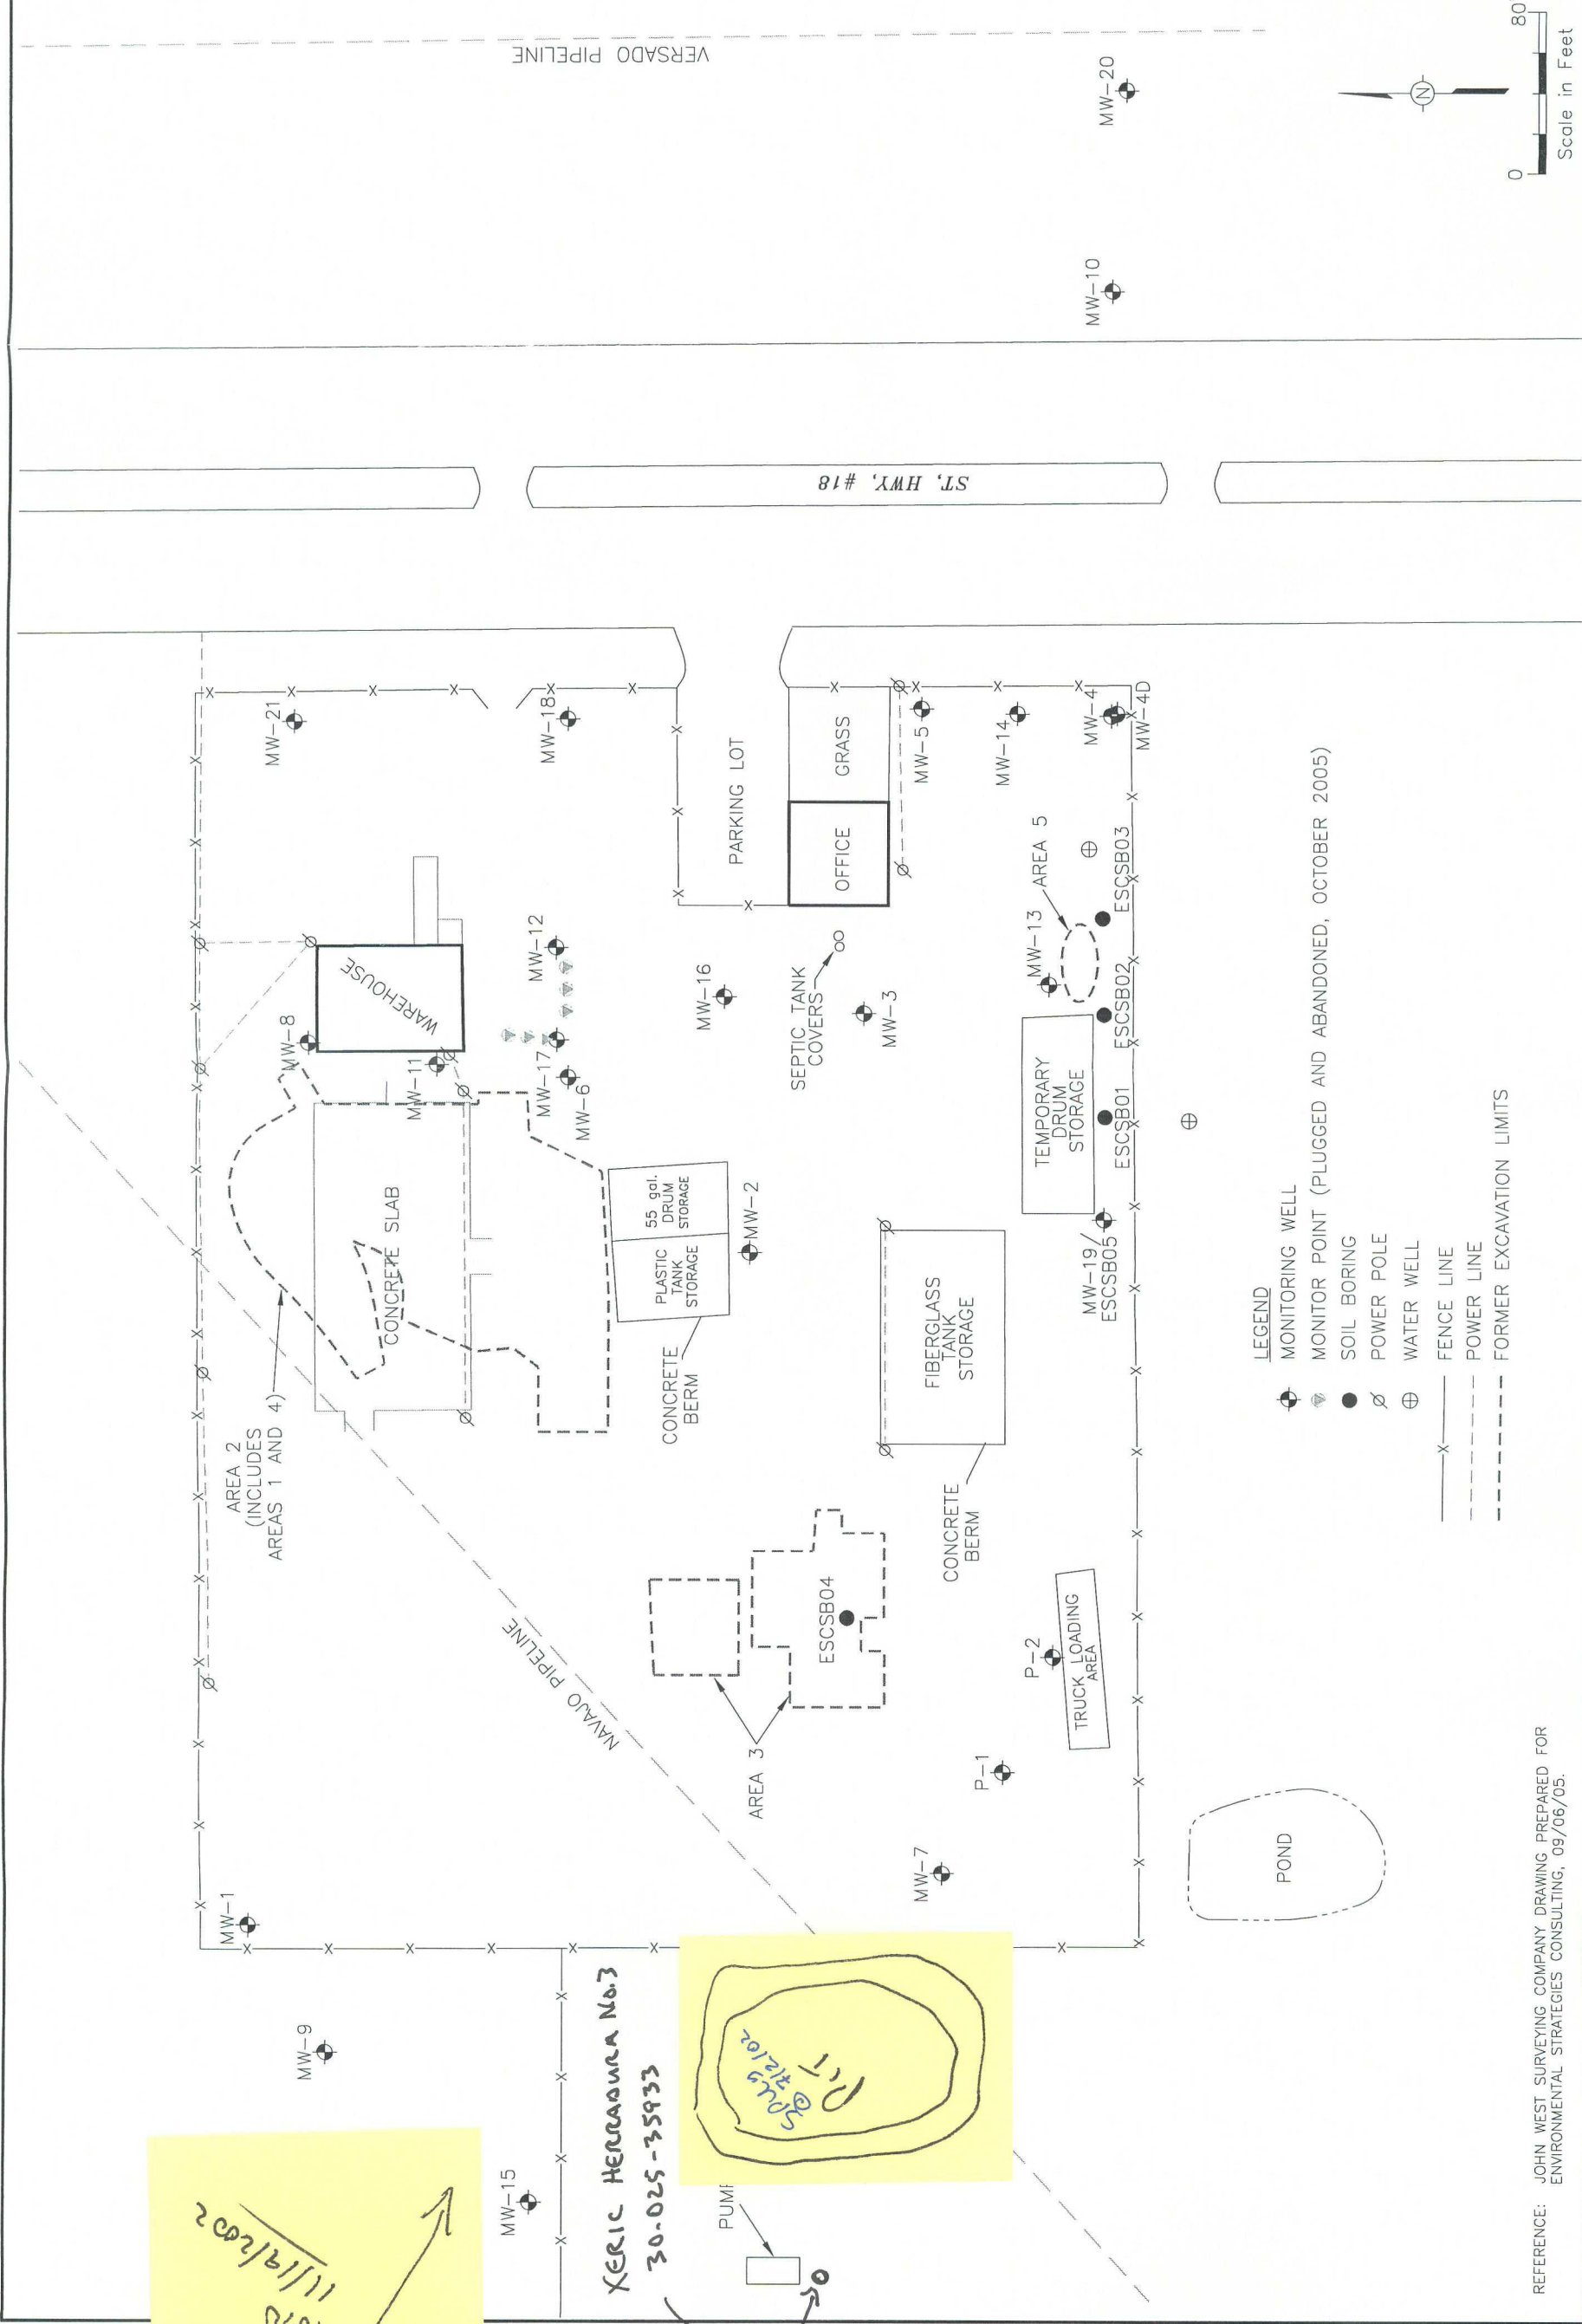 VERSADO PIPELINE
MW-20
MW-10
N
0
80
Scale in Feet
ST, HWY, #18
MW-21
MW-18
PARKING LOT
GRASS
OFFICE
MW-5
MW-14
MW-4
MW-4D
WAREHOUSE
MW-8
MW-11
MW-12
MW-17
MW-6
MW-16
SEPTIC TANK
COVERS
MW-3
MW-13
AREA 5
ESCSB03
ESCSB02
ESCSB01
TEMPORARY
DRUM
STORAGE
MW-19/
ESCSB05
CONCRETE SLAB
55 gal.
DRUM
STORAGE
PLASTIC
TANK
STORAGE
MW-2
CONCRETE
BERM
FIBERGLASS
TANK
STORAGE
CONCRETE
BERM
AREA 2
(INCLUDES
AREAS 1 AND 4)
NAVAJO PIPELINE
AREA 3
ESCSB04
P-2
TRUCK LOADING
AREA
P-1
MW-7
POND
MW-1
MW-9
MW-15
XERIC HERRADURA No.3
30-025-35933
PUMP
SPUD
@ 7/2/02
PIT
11/19/2002
LEGEND
MONITORING WELL
MONITOR POINT (PLUGGED AND ABANDONED, OCTOBER 2005)
SOIL BORING
POWER POLE
WATER WELL
FENCE LINE
POWER LINE
FORMER EXCAVATION LIMITS
REFERENCE: JOHN WEST SURVEYING COMPANY DRAWING PREPARED FOR
ENVIRONMENTAL STRATEGIES CONSULTING, 09/06/05.